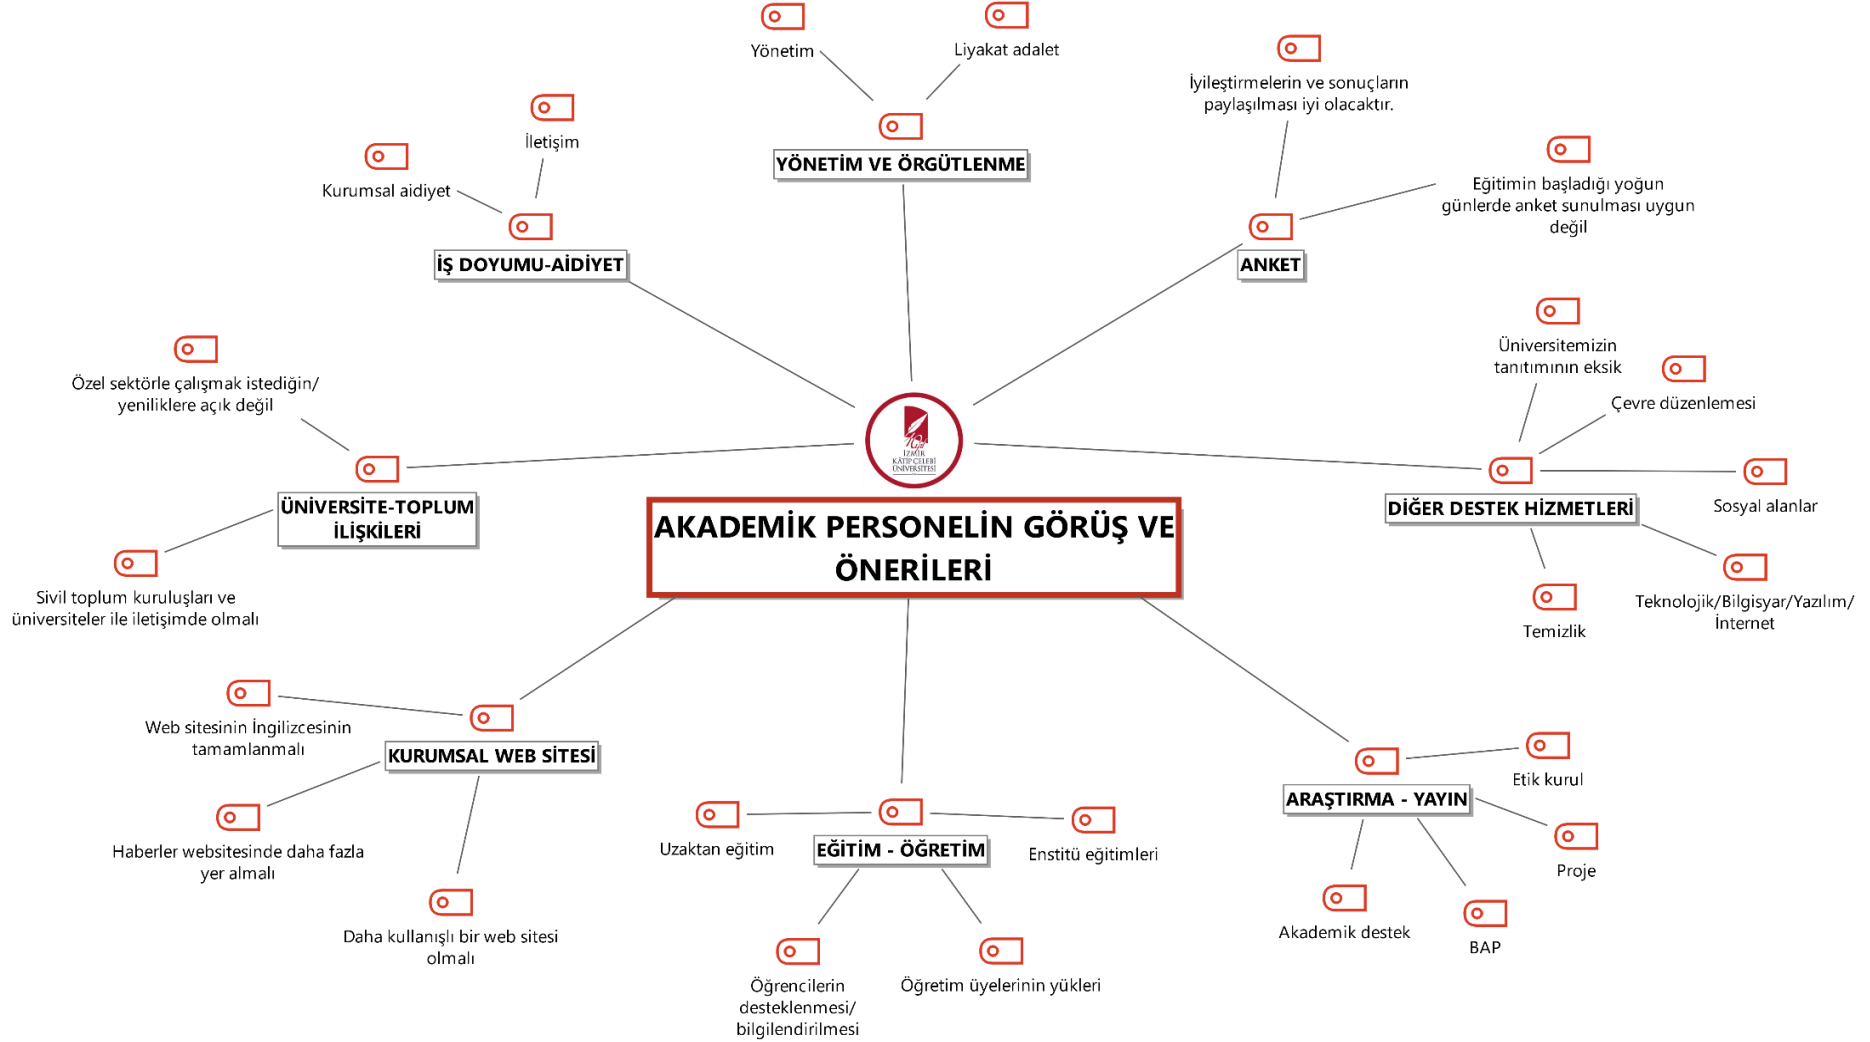 Yönetim
Liyakat adalet
İyileştirmelerin ve sonuçların
paylaşılması iyi olacaktır.
İletişim
Kurumsal aidiyet
YÖNETİM VE ÖRGÜTLENME
Eğitimin başladığı yoğun
günlerde anket sunulması uygun
değil
İŞ DOYUMU-AİDİYET
ANKET
Üniversitemizin
tanıtımının eksik
Özel sektörle çalışmak istediğin/
yeniliklere açık değil
Çevre düzenlemesi
İZMİR
KÂTİP ÇELEBİ
ÜNİVERSİTESİ
ÜNİVERSİTE-TOPLUM
İLİŞKİLERİ
DİĞER DESTEK HİZMETLERİ
Sosyal alanlar
AKADEMİK PERSONELİN GÖRÜŞ VE
ÖNERİLERİ
Sivil toplum kuruluşları ve
üniversiteler ile iletişimde olmalı
Temizlik
Teknolojik/Bilgisyar/Yazılım/
İnternet
Web sitesinin İngilizcesinin
tamamlanmalı
KURUMSAL WEB SİTESİ
Etik kurul
ARAŞTIRMA - YAYIN
Haberler websitesinde daha fazla
yer almalı
Uzaktan eğitim
EĞİTİM - ÖĞRETİM
Enstitü eğitimleri
Proje
Daha kullanışlı bir web sitesi
olmalı
Akademik destek
BAP
Öğrencilerin
desteklenmesi/
bilgilendirilmesi
Öğretim üyelerinin yükleri